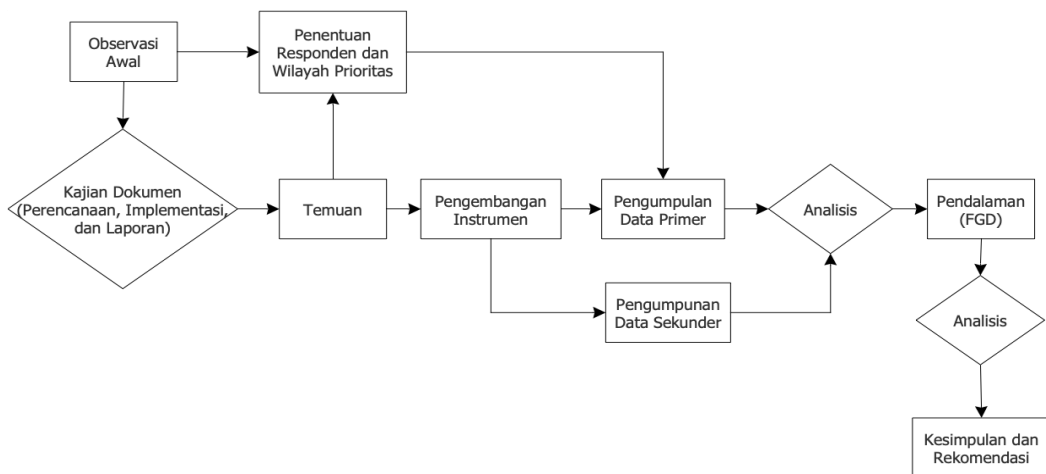 Observasi
Awal
Penentuan
Responden dan
Wilayah Prioritas
Kajian Dokumen
(Perencanaan, Implementasi,
dan Laporan)
Temuan
Pengembangan
Instrumen
Pengumpulan
Data Primer
Analisis
Pendalaman
(FGD)
Pengumpunan
Data Sekunder
Analisis
Kesimpulan dan
Rekomendasi